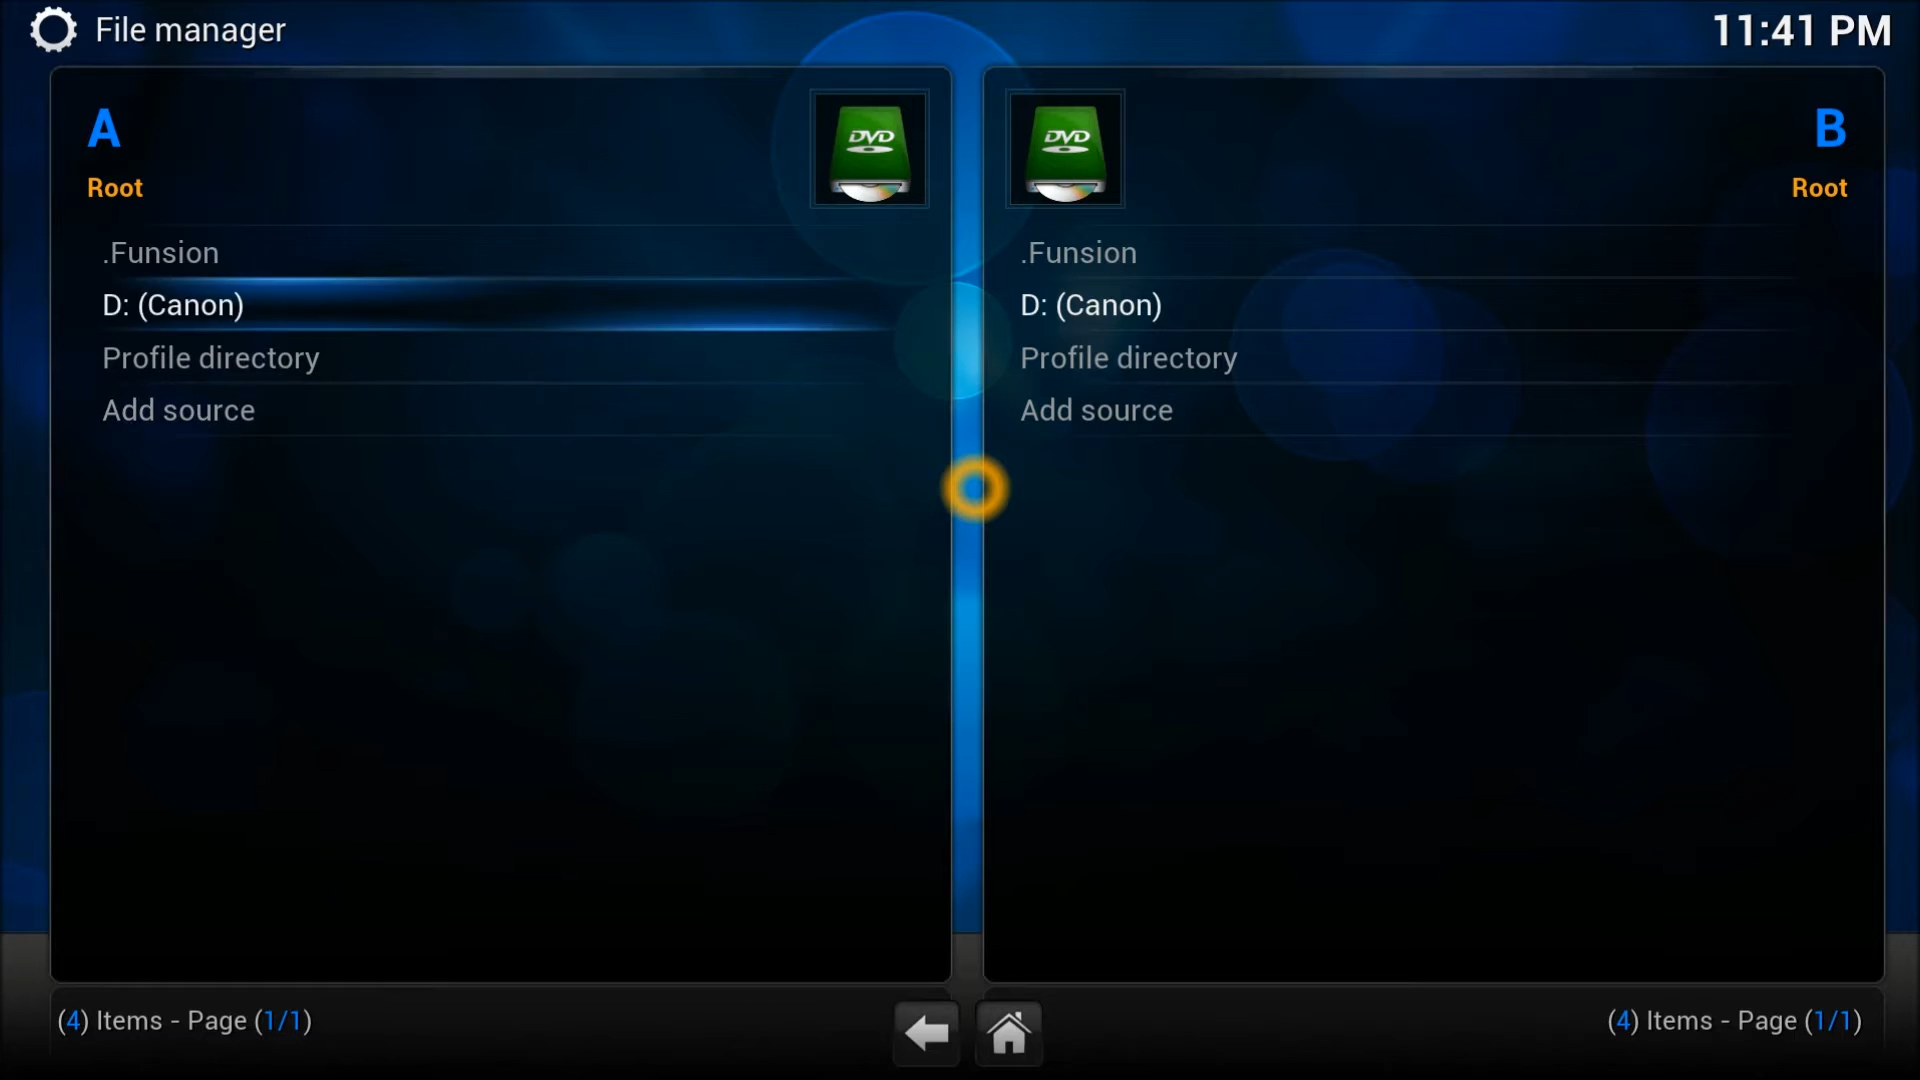 File manager
11:41 PM
A
Root
DVD
.Funsion
D: (Canon)
Profile directory
Add source
(4) Items - Page (1/1)
DVD
B
Root
.Funsion
D: (Canon)
Profile directory
Add source
(4) Items - Page (1/1)